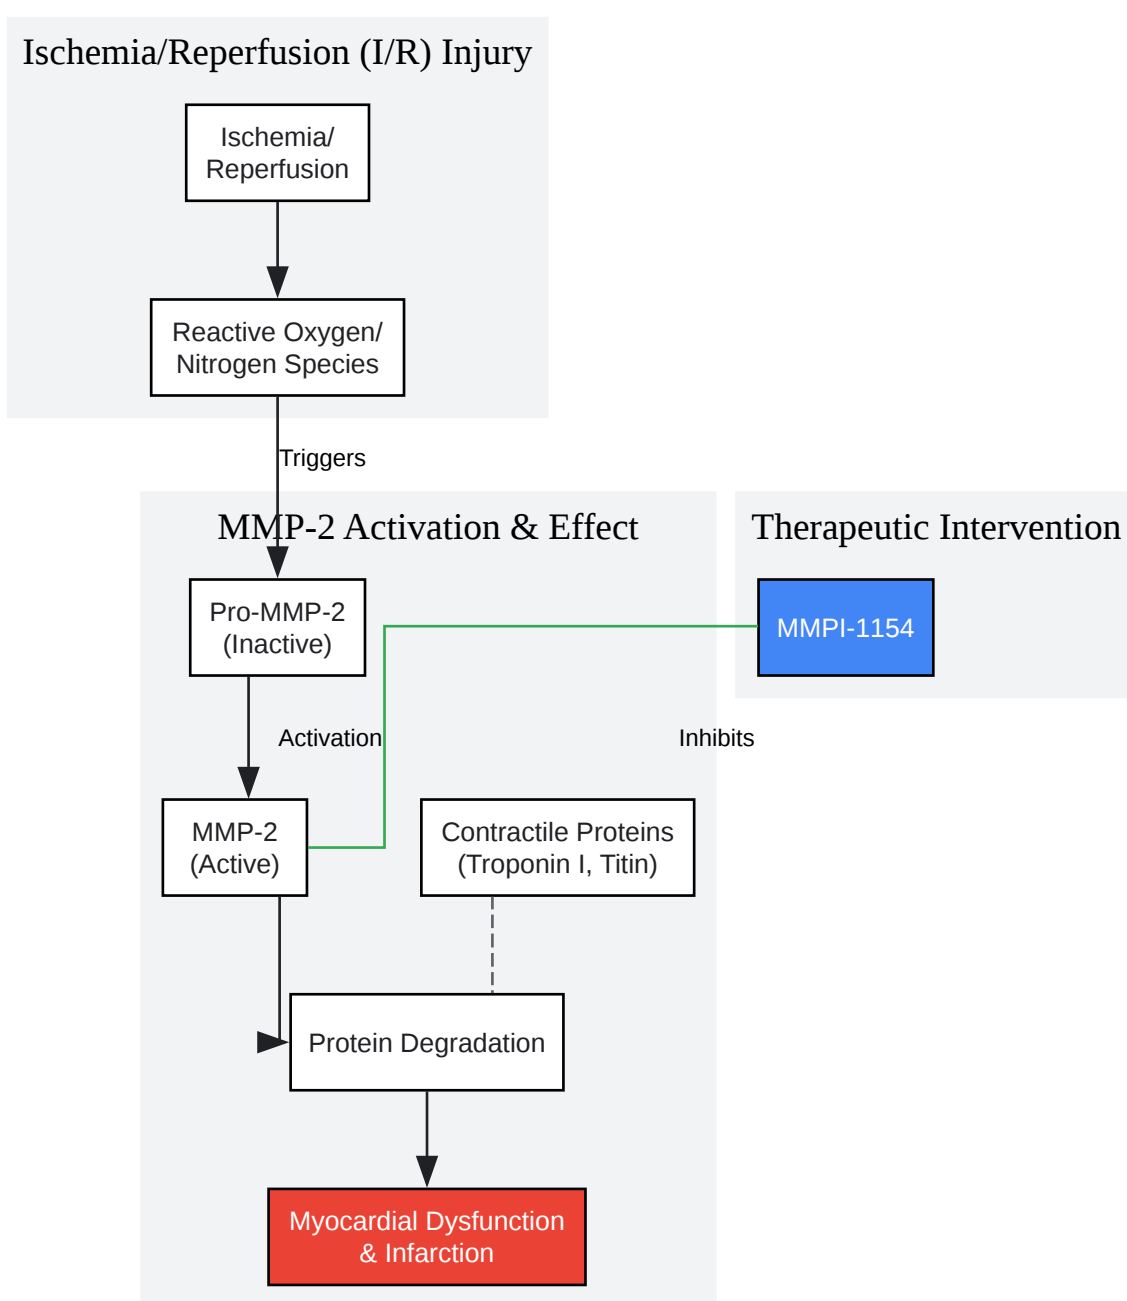 Ischemia/Reperfusion (I/R) Injury
Ischemia/
Reperfusion
Reactive Oxygen/
Nitrogen Species
Triggers
MMP-2 Activation & Effect
Therapeutic Intervention
Pro-MMP-2
(Inactive)
MMPI-1154
Activation
Inhibits
MMP-2
(Active)
Contractile Proteins
(Troponin I, Titin)
Protein Degradation
Myocardial Dysfunction
& Infarction